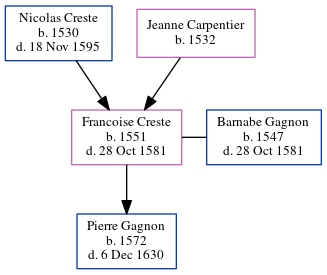 Nicolas Creste
b. 1530
d. 18 Nov 1595
Jeanne Carpentier
b. 1532
Francoise Creste
b. 1551
d. 28 Oct 1581
Barnabe Gagnon
b. 1547
d. 28 Oct 1581
Pierre Gagnon
b. 1572
d. 6 Dec 1630